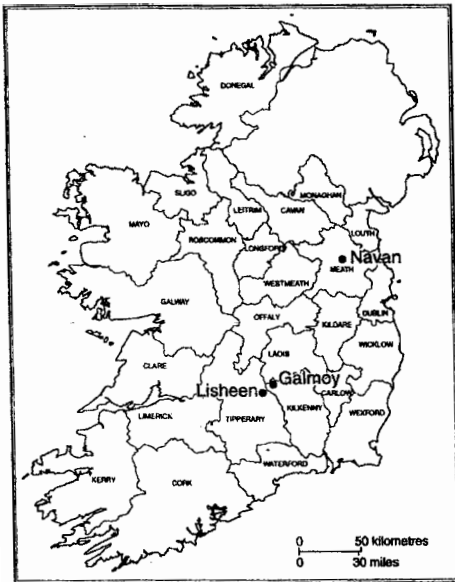 DONEGAL
MONAGHAN
SLIGO
LEITRIM
CAVAN
LOUTH
MAYO
ROSCOMMON
LONGFORD
Navan
MEATH
WESTMEATH
GALWAY
OFFALY
DUBLIN
KILDARE
WICKLOW
LAOIS
CLARE
Galmoy
Lisheen
CARLOW
LIMERICK
TIPPERARY
KILKENNY
WEXFORD
WATERFORD
KERRY
CORK
0 50 kilometres
0 30 miles